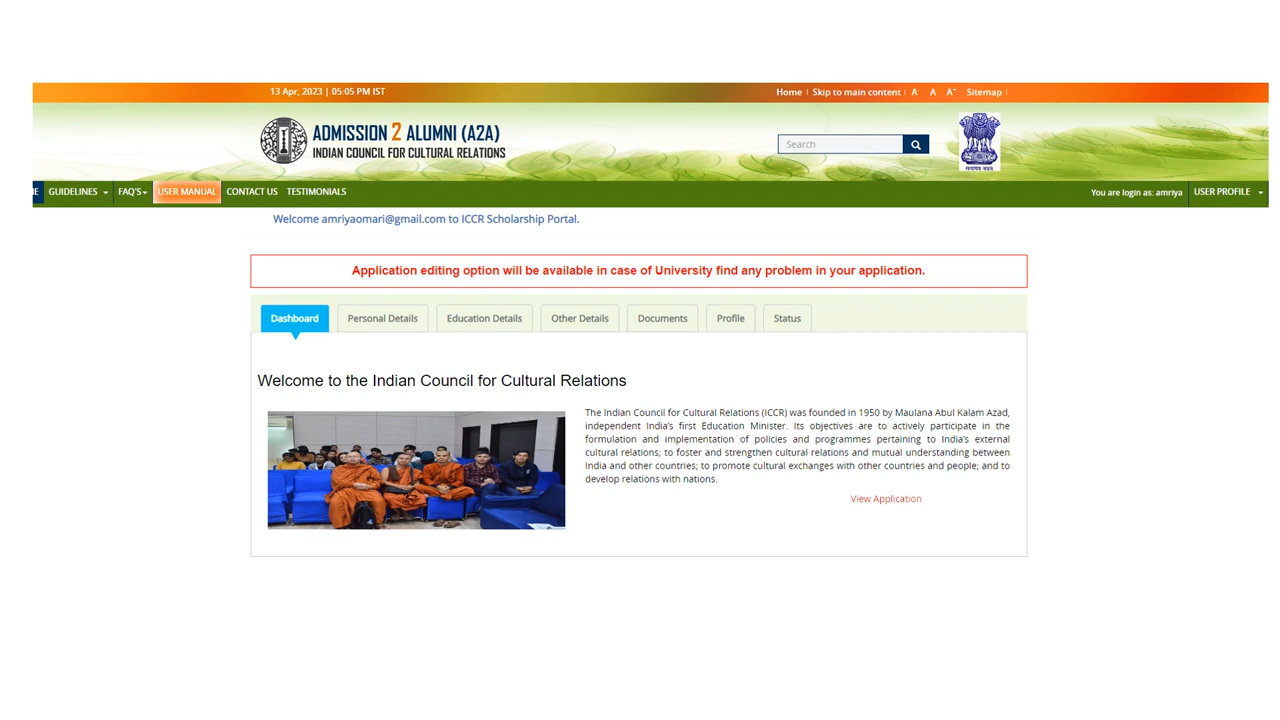 13 Apr, 2023 | 05:05 PM IST
Home | Skip to main content | A- A A+ Sitemap |
ADMISSION 2 ALUMNI (A2A)
INDIAN COUNCIL FOR CULTURAL RELATIONS
Search
सत्यमेव जयते
GUIDELINES FAQ'S USER MANUAL CONTACT US TESTIMONIALS You are login as: amriya USER PROFILE
Welcome amriyaomari@gmail.com to ICCR Scholarship Portal.
Application editing option will be available in case of University find any problem in your application.
Dashboard Personal Details Education Details Other Details Documents Profile Status
Welcome to the Indian Council for Cultural Relations
The Indian Council for Cultural Relations (ICCR) was founded in 1950 by Maulana Abul Kalam Azad,
independent India's first Education Minister. Its objectives are to actively participate in the
formulation and implementation of policies and programmes pertaining to India's external
cultural relations; to foster and strengthen cultural relations and mutual understanding between
India and other countries; to promote cultural exchanges with other countries and people; and to
develop relations with nations.
View Application